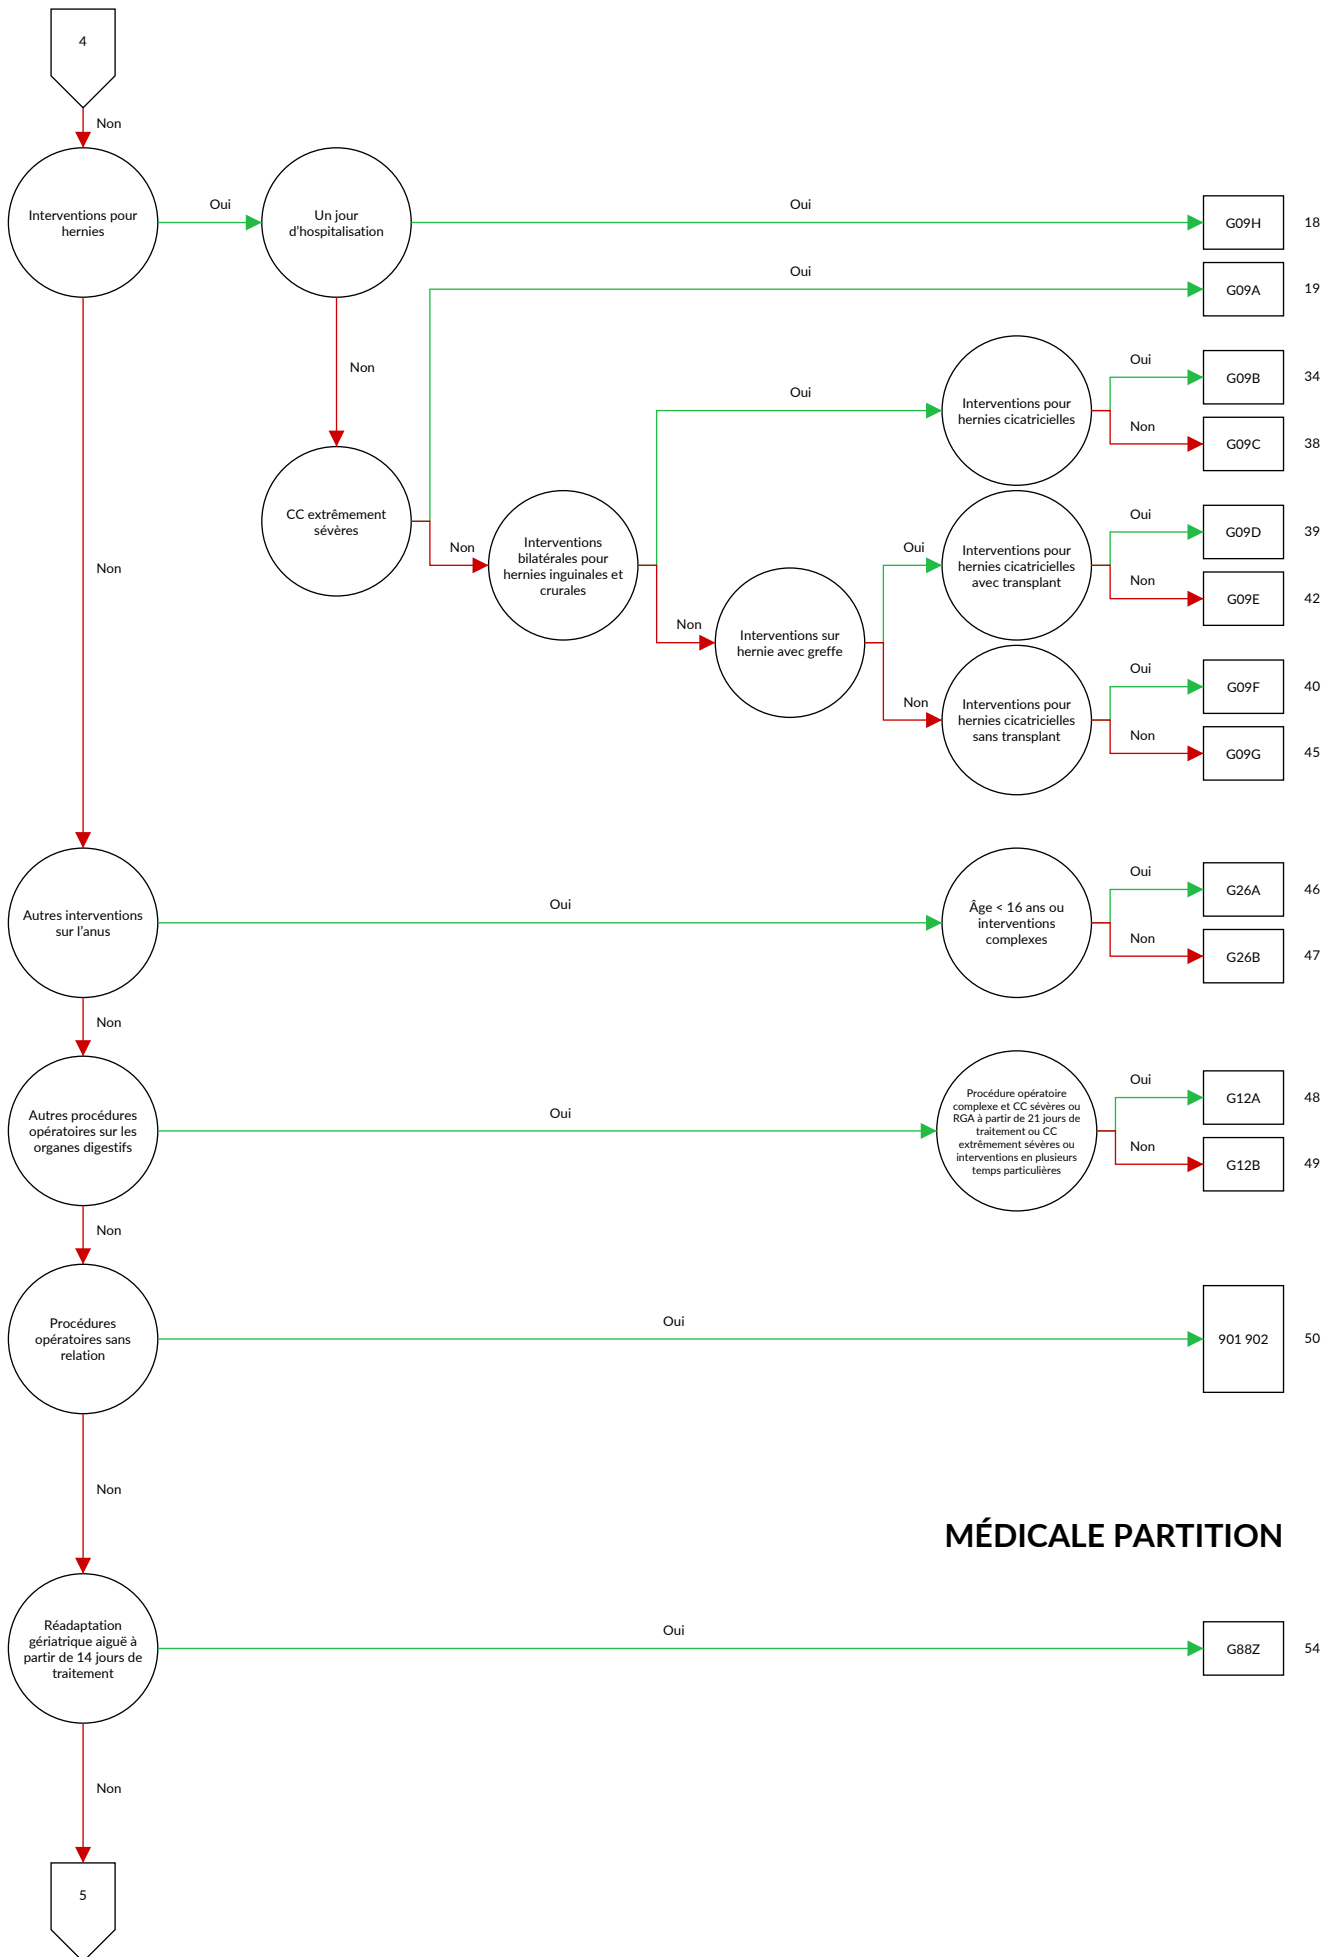 4
Non
Interventions pour
hernies
Oui
Un jour
d'hospitalisation
Oui
G09H
18
Oui
G09A
19
Non
CC extrêmement
sévères
Non
Interventions
bilatérales pour
hernies inguinales et
crurales
Oui
Interventions pour
hernies cicatricielles
Oui
G09B
34
Non
G09C
38
Non
Interventions sur
hernie avec greffe
Oui
Interventions pour
hernies cicatricielles
avec transplant
Oui
G09D
39
Non
G09E
42
Non
Interventions pour
hernies cicatricielles
sans transplant
Oui
G09F
40
Non
G09G
45
Non
Autres interventions
sur l'anus
Oui
Âge < 16 ans ou
interventions
complexes
Oui
G26A
46
Non
G26B
47
Non
Autres procédures
opératoires sur les
organes digestifs
Oui
Procédure opératoire
complexe et CC sévères ou
RGA à partir de 21 jours de
traitement ou CC
extrêmement sévères ou
interventions en plusieurs
temps particulières
Oui
G12A
48
Non
G12B
49
Non
Procédures
opératoires sans
relation
Oui
901 902
50
Non
MÉDICALE PARTITION
Réadaptation
gériatrique aiguë à
partir de 14 jours de
traitement
Oui
G88Z
54
Non
5